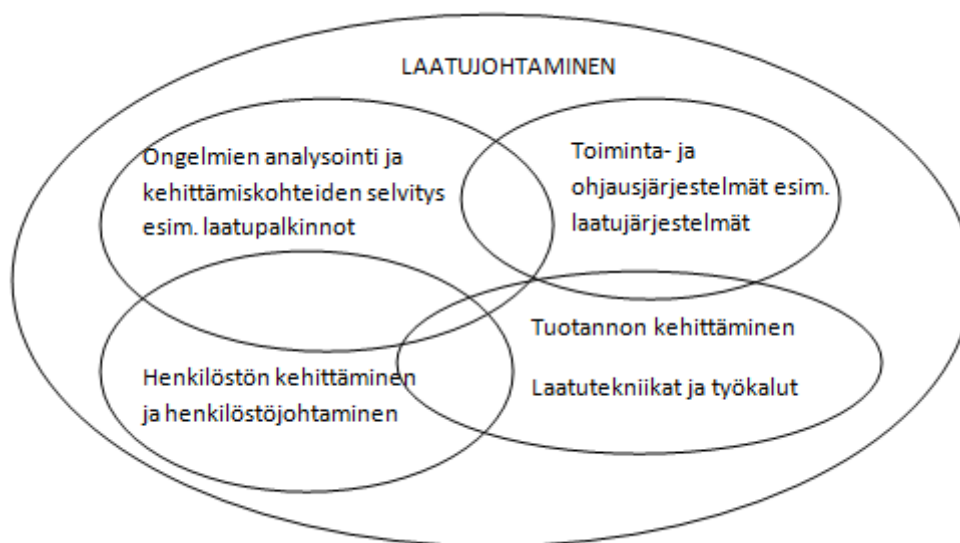 LAATUJOHTAMINEN
Ongelmien analysointi ja
kehittämiskohteiden selvitys
esim. laatupalkinnot
Toiminta- ja
ohjausjärjestelmät esim.
laatujärjestelmät
Henkilöstön kehittäminen
ja henkilöstöjohtaminen
Tuotannon kehittäminen
Laatutekniikat ja työkalut